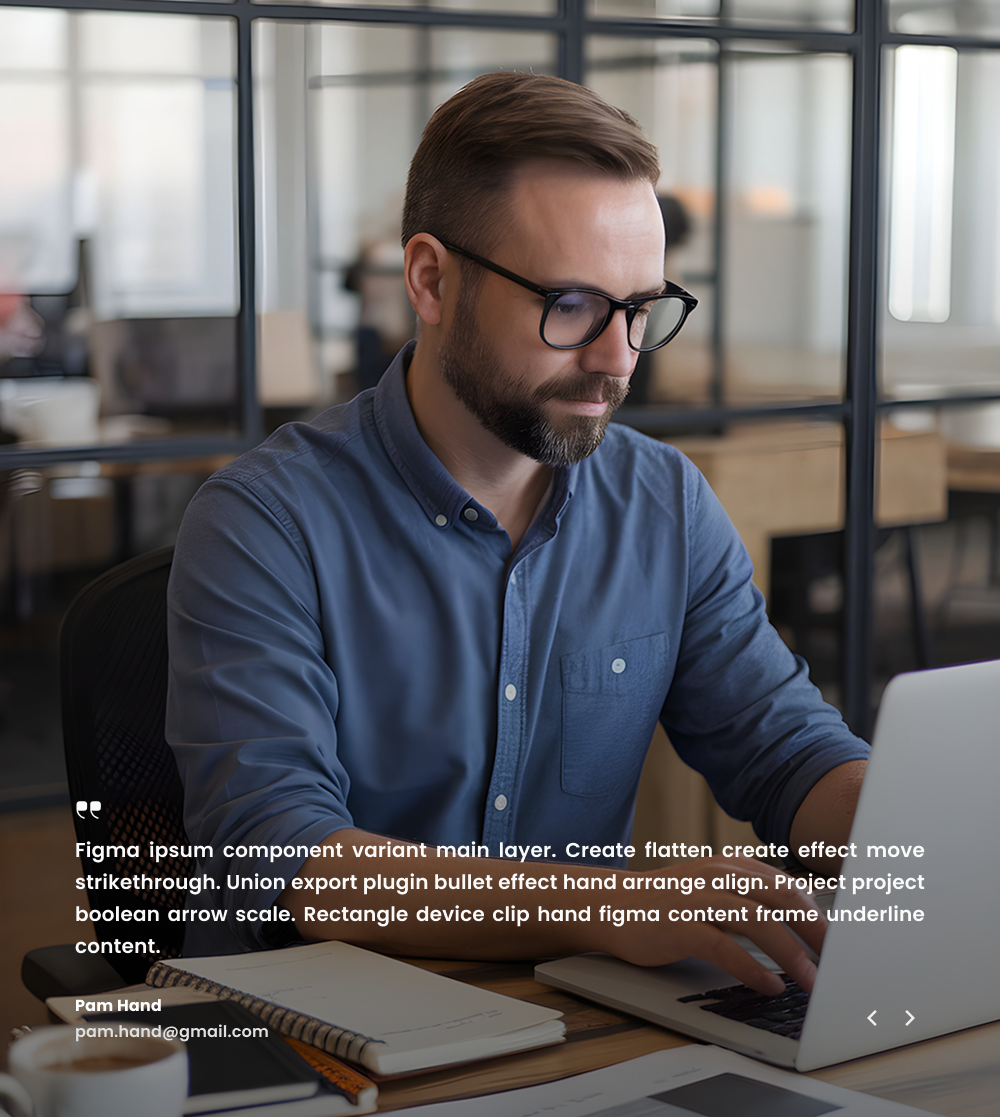 Figma ipsum component variant main layer. Create flatten create effect move
strikethrough. Union export plugin bullet effect hand arrange align. Project project
boolean arrow scale. Rectangle device clip hand figma content frame underline
content.
Pam Hand
pam.hand@gmail.com